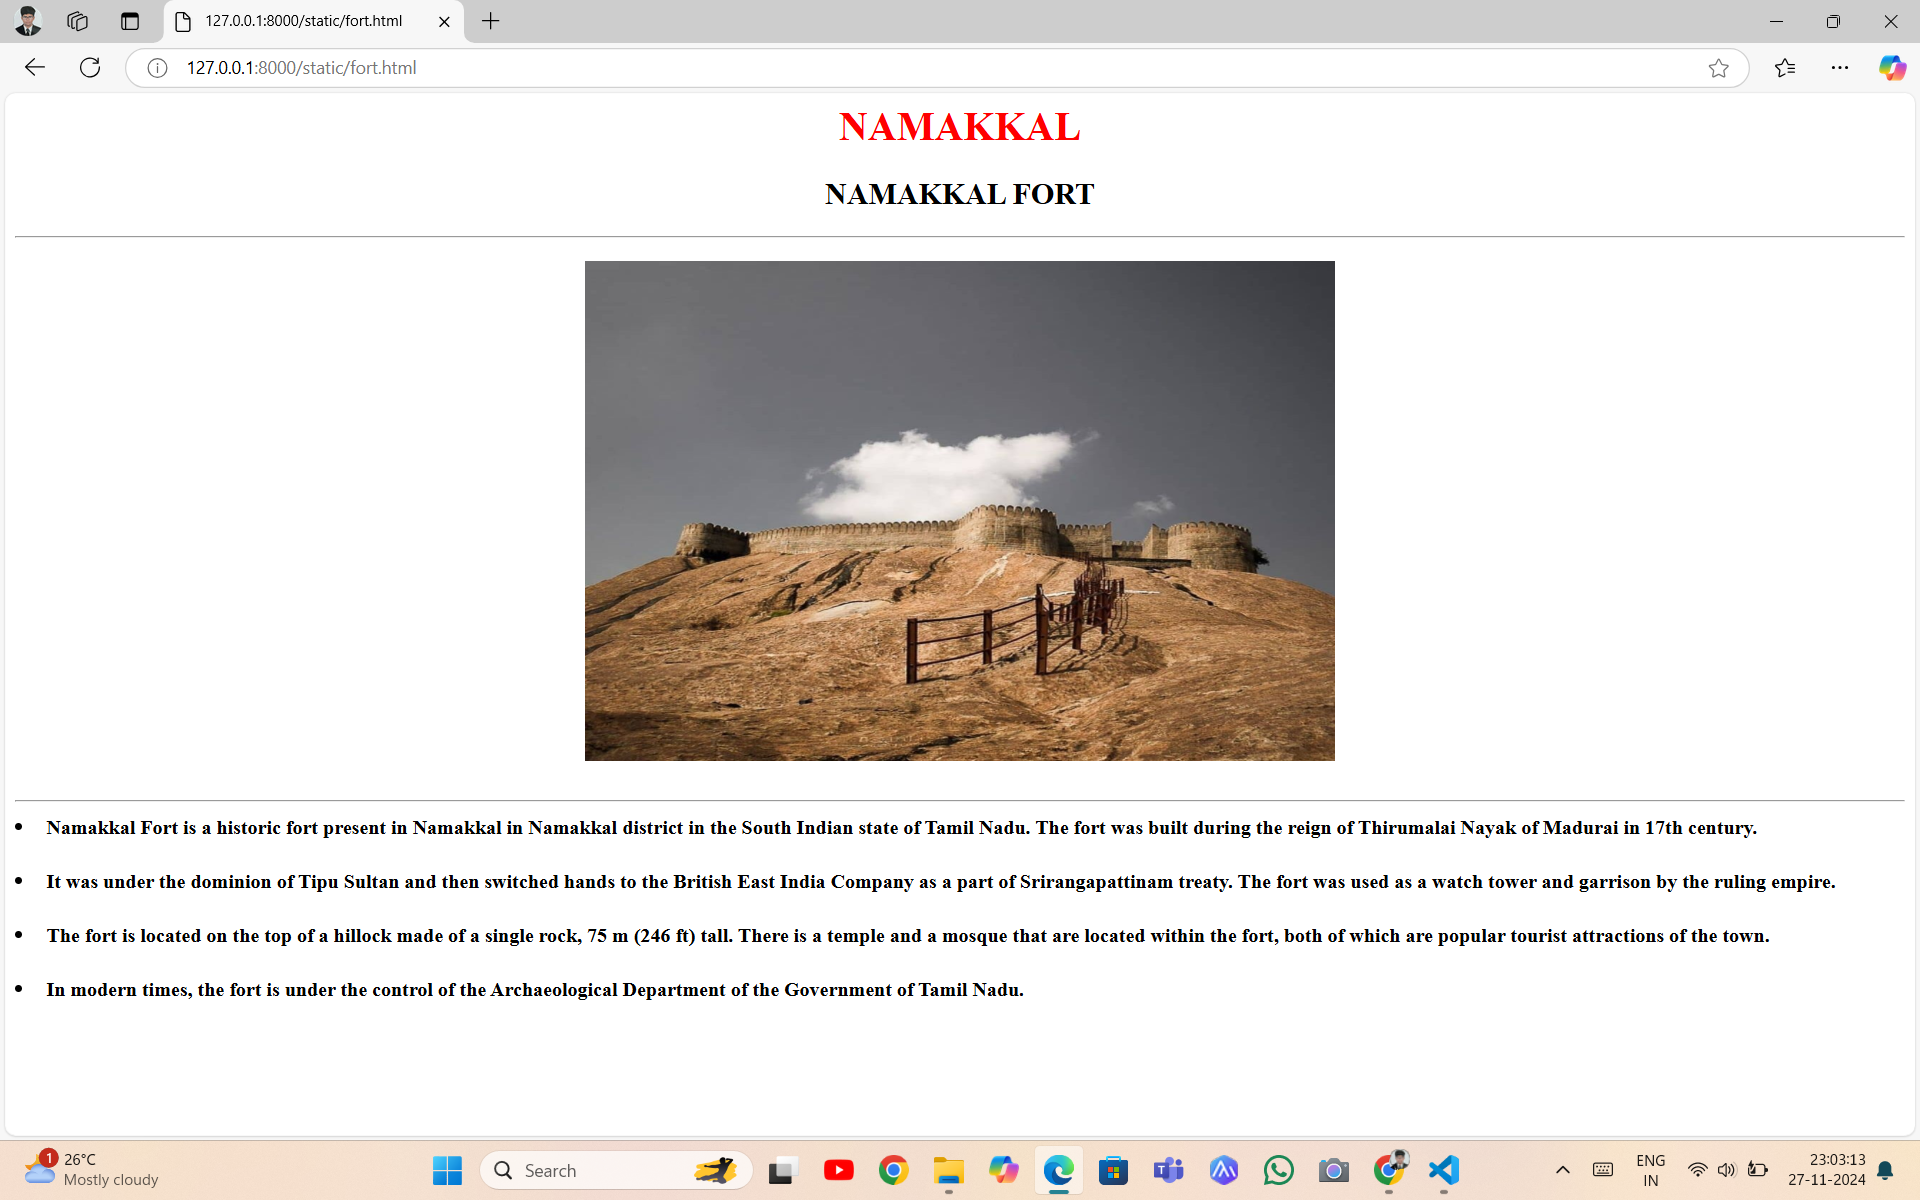 127.0.0.1:8000/static/fort.html
127.0.0.1:8000/static/fort.html
NAMAKKAL
NAMAKKAL FORT
Namakkal Fort is a historic fort present in Namakkal in Namakkal district in the South Indian state of Tamil Nadu. The fort was built during the reign of Thirumalai Nayak of Madurai in 17th century.
It was under the dominion of Tipu Sultan and then switched hands to the British East India Company as a part of Srirangapattinam treaty. The fort was used as a watch tower and garrison by the ruling empire.
The fort is located on the top of a hillock made of a single rock, 75 m (246 ft) tall. There is a temple and a mosque that are located within the fort, both of which are popular tourist attractions of the town.
In modern times, the fort is under the control of the Archaeological Department of the Government of Tamil Nadu.
1
26°C
Mostly cloudy
Search
ENG
IN
23:03:13
27-11-2024